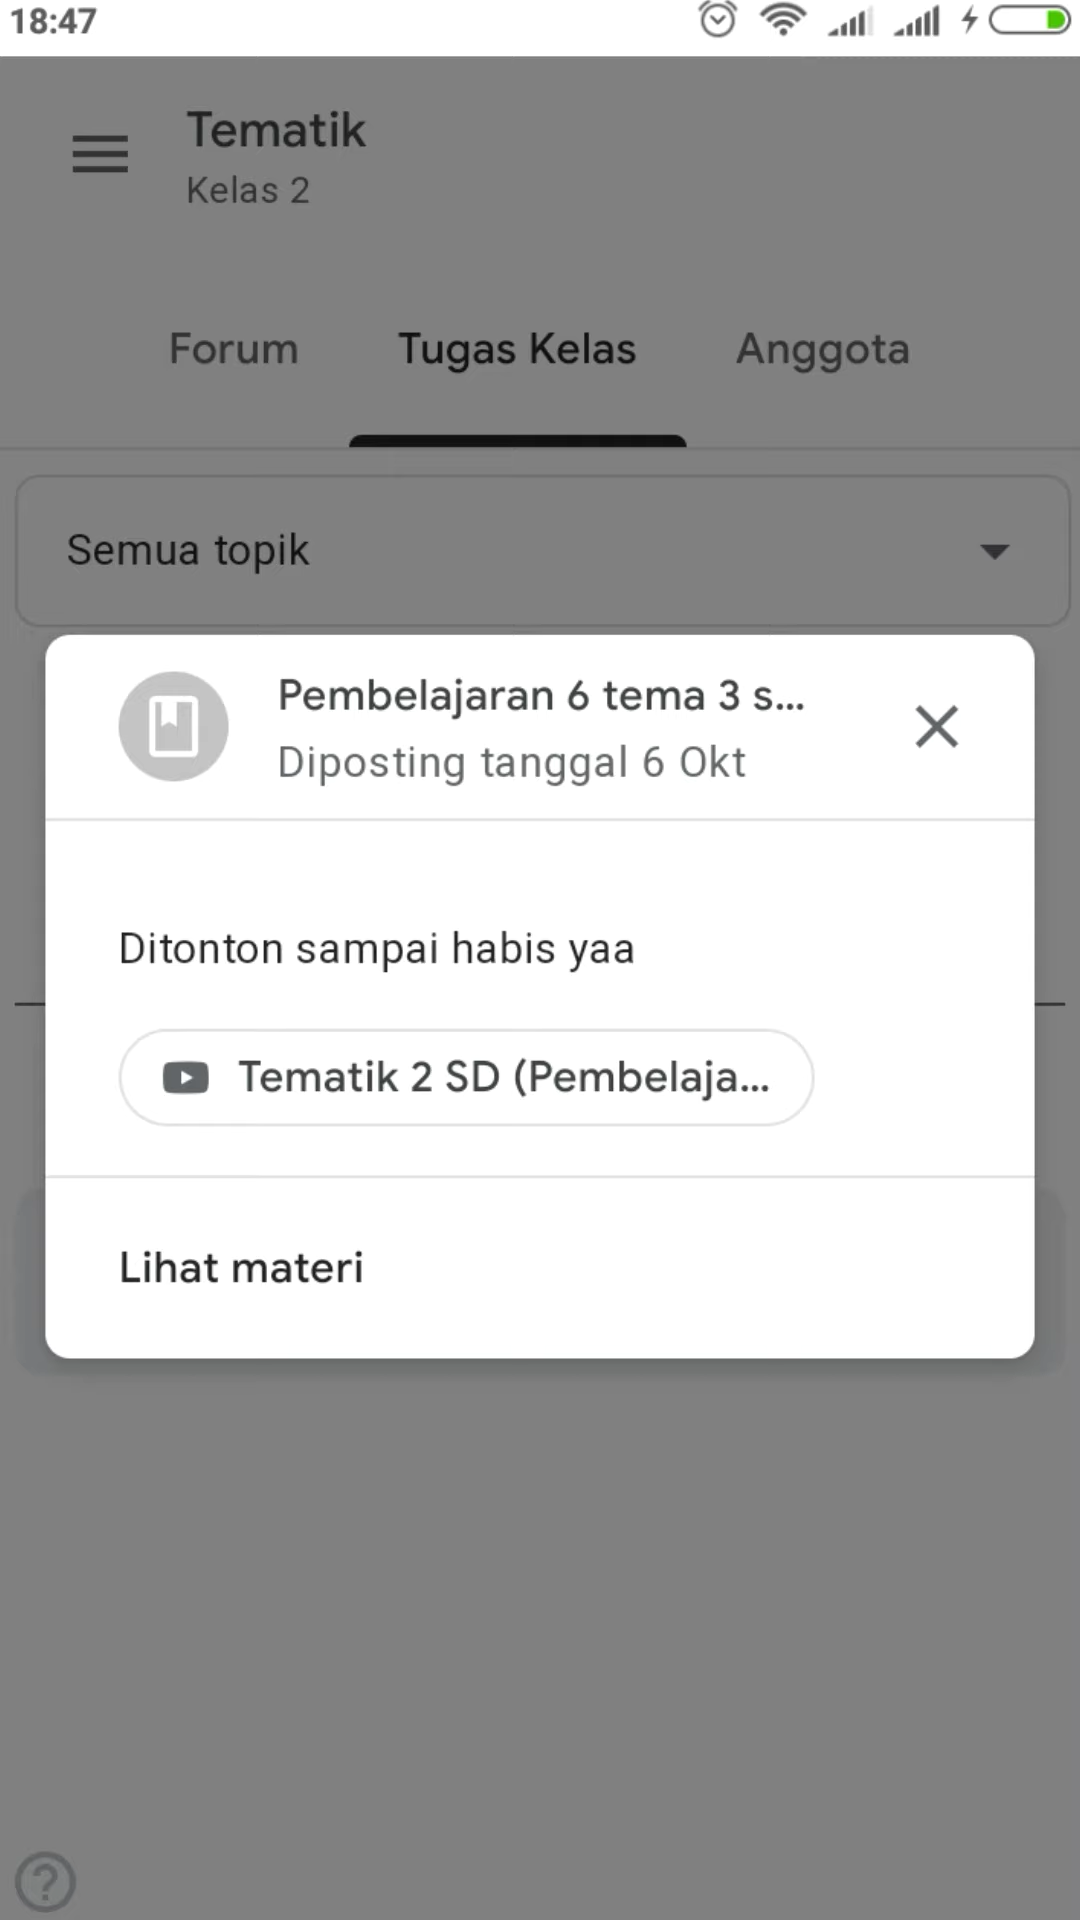 18:47
Tematik
Kelas 2
Forum Tugas Kelas Anggota
Semua topik
Pembelajaran 6 tema 3 s...
Diposting tanggal 6 Okt
Ditonton sampai habis yaa
Tematik 2 SD (Pembelaja...
Lihat materi
?